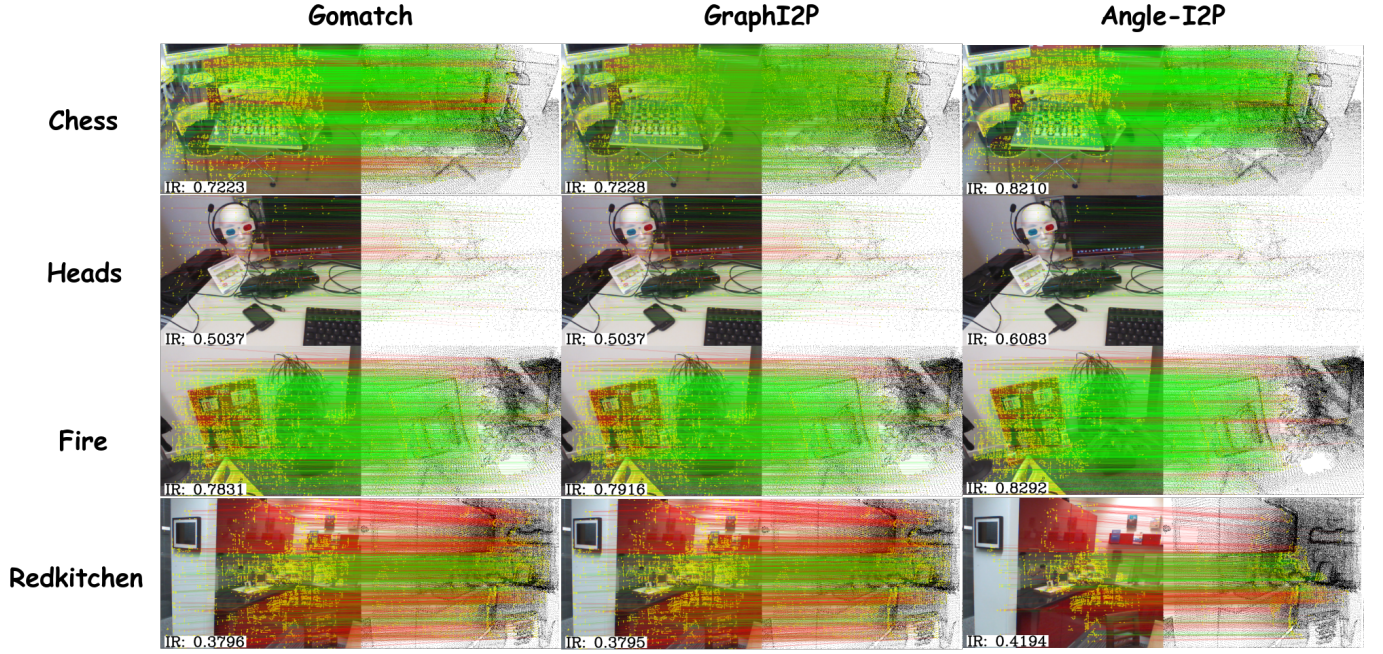 Gomatch GraphI2P Angle-I2P
Chess
IR: 0.7223 IR: 0.7228 IR: 0.8210
Heads
IR: 0.5037 IR: 0.5037 IR: 0.6083
Fire
IR: 0.7831 IR: 0.7916 IR: 0.8292
Redkitchen
IR: 0.3796 IR: 0.3795 IR: 0.4194